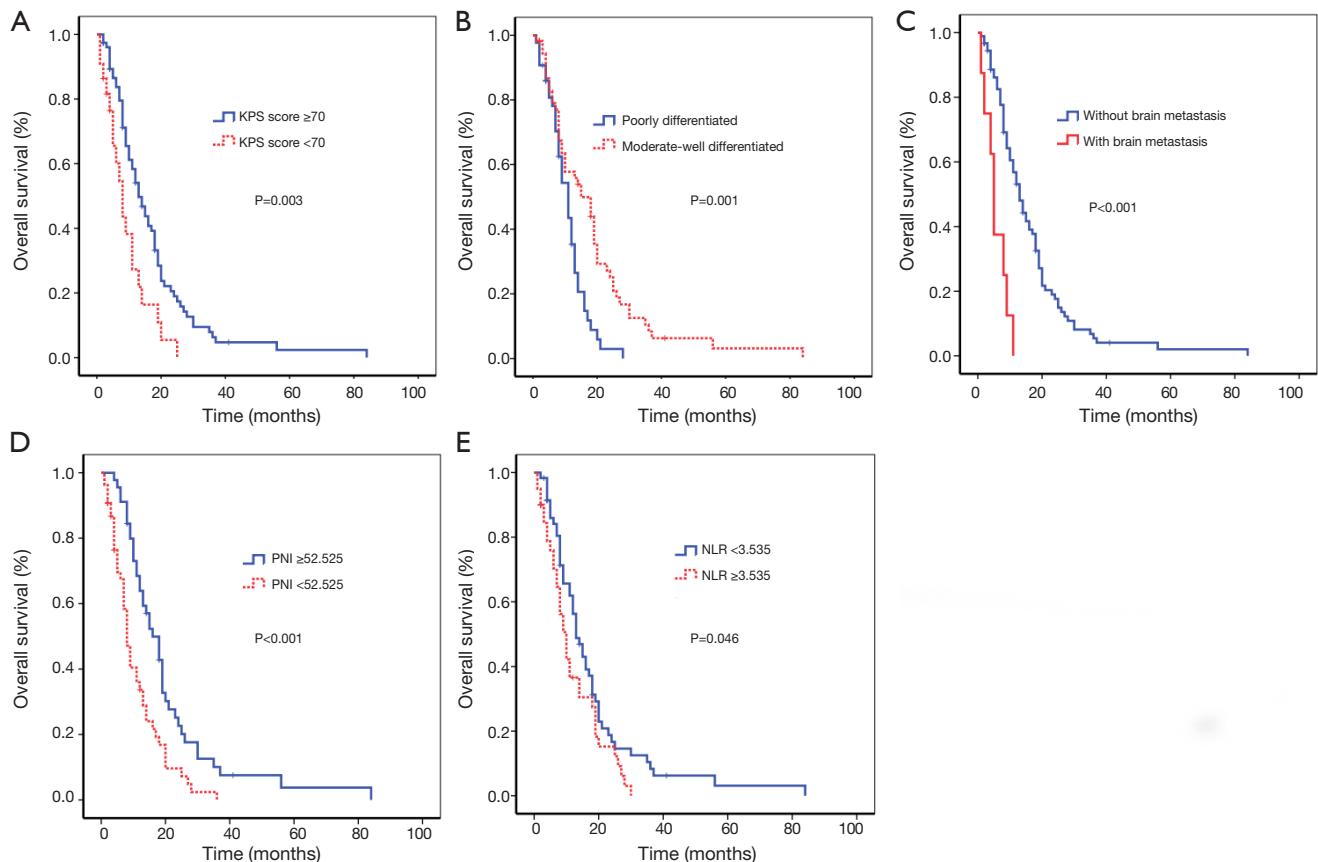 A
Overall survival (%)
1.0
0.8
0.6
0.4
0.2
0.0
KPS score ≥70
KPS score <70
P=0.003
0 20 40 60 80 100
Time (months)
B
Overall survival (%)
1.0
0.8
0.6
0.4
0.2
0.0
Poorly differentiated
Moderate-well differentiated
P=0.001
0 20 40 60 80 100
Time (months)
C
Overall survival (%)
1.0
0.8
0.6
0.4
0.2
0.0
Without brain metastasis
With brain metastasis
P<0.001
0 20 40 60 80 100
Time (months)
D
Overall survival (%)
1.0
0.8
0.6
0.4
0.2
0.0
PNI ≥52.525
PNI <52.525
P<0.001
0 20 40 60 80 100
Time (months)
E
Overall survival (%)
1.0
0.8
0.6
0.4
0.2
0.0
NLR <3.535
NLR ≥3.535
P=0.046
0 20 40 60 80 100
Time (months)